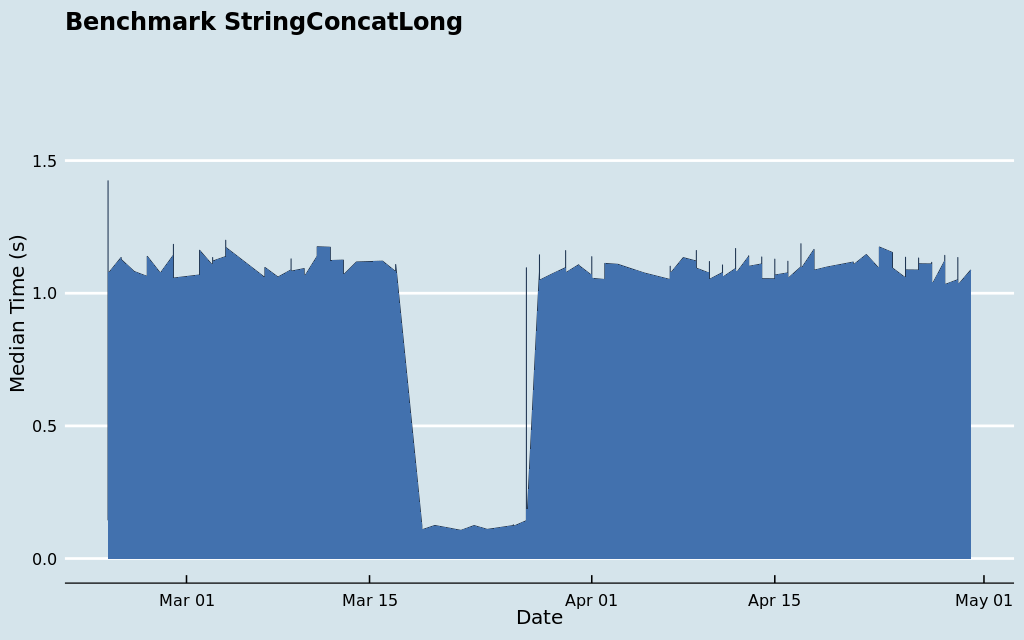 Benchmark StringConcatLong
1.5
1.0
0.5
0.0
Median Time (s)
Mar 01
Mar 15
Apr 01
Apr 15
May 01
Date